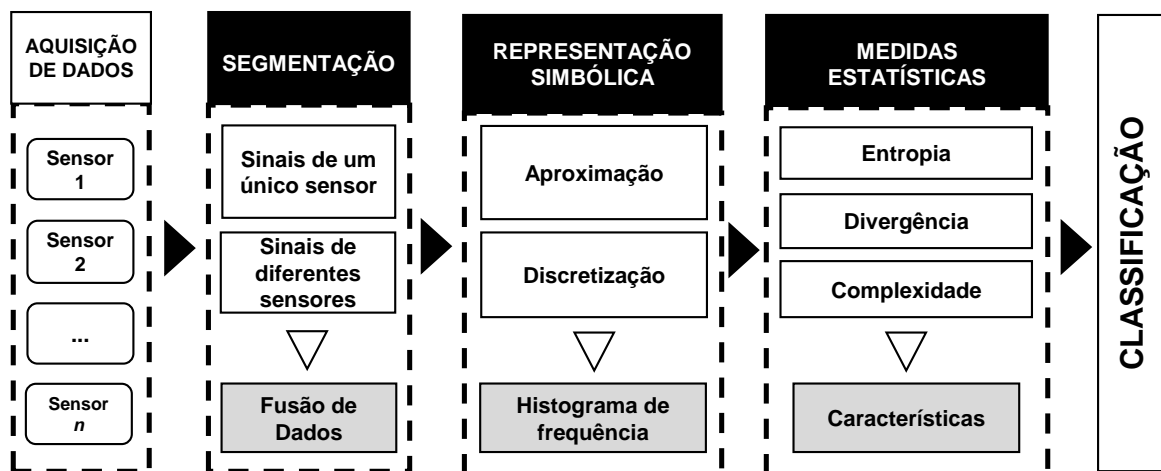 AQUISIÇÃO
DE DADOS
Sensor
1
Sensor
2
...
Sensor
n
SEGMENTAÇÃO
Sinais de um
único sensor
Sinais de
diferentes
sensores
Fusão de
Dados
REPRESENTAÇÃO
SIMBÓLICA
Aproximação
Discretização
Histograma de
frequência
MEDIDAS
ESTATÍSTICAS
Entropia
Divergência
Complexidade
Características
CLASSIFICAÇÃO